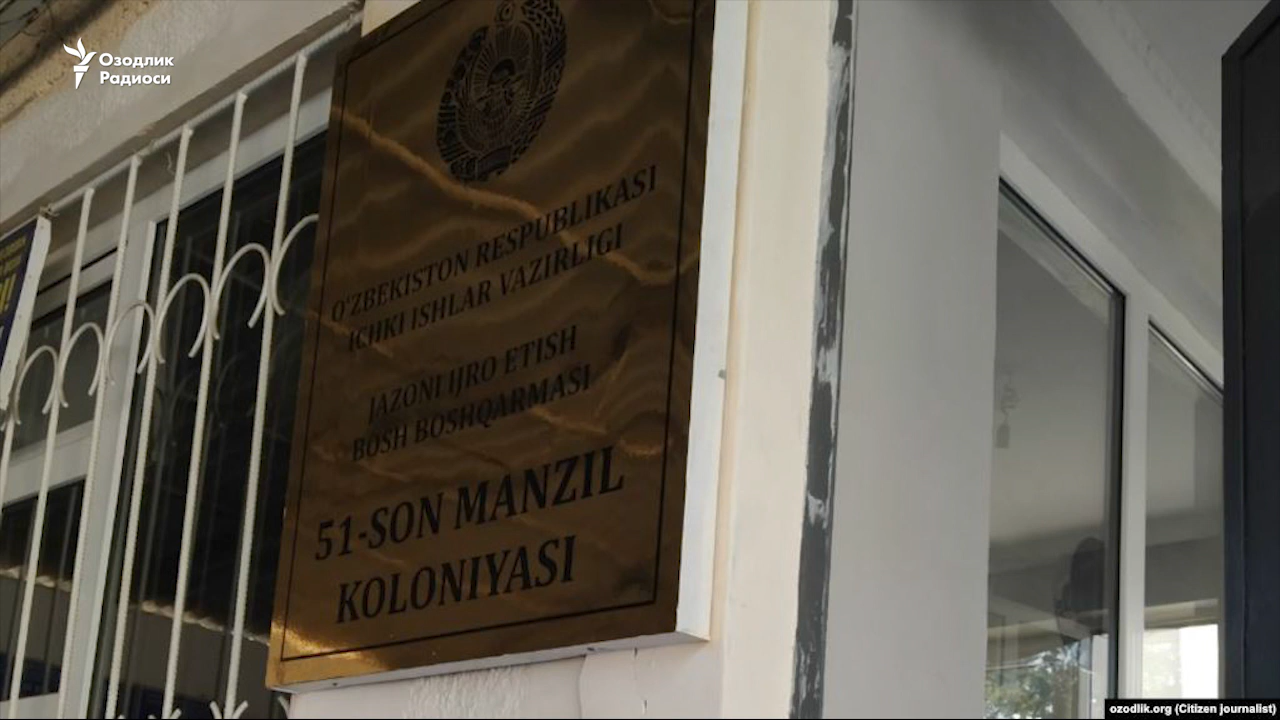 Озодлик
Радиоси
O'ZBEKISTON RESPUBLIKASI
ICHKI ISHLAR VAZIRLIGI
JAZONI IJRO ETISH
BOSH BOSHQARMASI
51-SON MANZIL
KOLONIYASI
ozodlik.org (Citizen journalist)